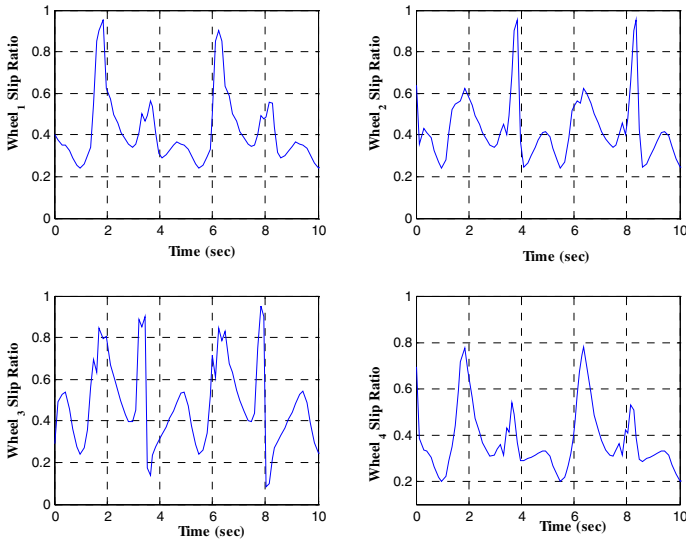 1
0.8
0.6
0.4
0.2
0
0 2 4 6 8 10
Time (sec)
Wheel1 Slip Ratio
1
0.8
0.6
0.4
0.2
0
0 2 4 6 8 10
Time (sec)
Wheel2 Slip Ratio
1
0.8
0.6
0.4
0.2
0
0 2 4 6 8 10
Time (sec)
Wheel3 Slip Ratio
1
0.8
0.6
0.4
0.2
0 2 4 6 8 10
Time (sec)
Wheel4 Slip Ratio